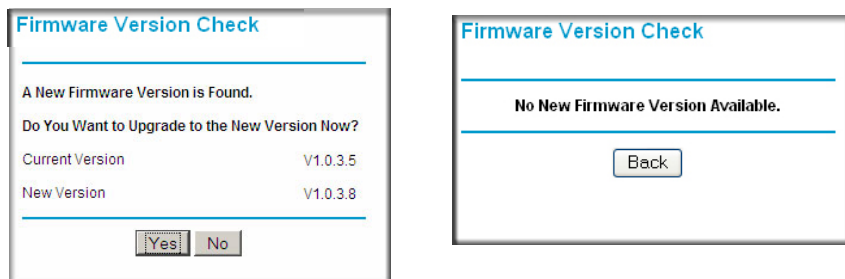 Firmware Version Check
A New Firmware Version is Found.
Do You Want to Upgrade to the New Version Now?
Current Version V1.0.3.5
New Version V1.0.3.8
Yes No
Firmware Version Check
No New Firmware Version Available.
Back